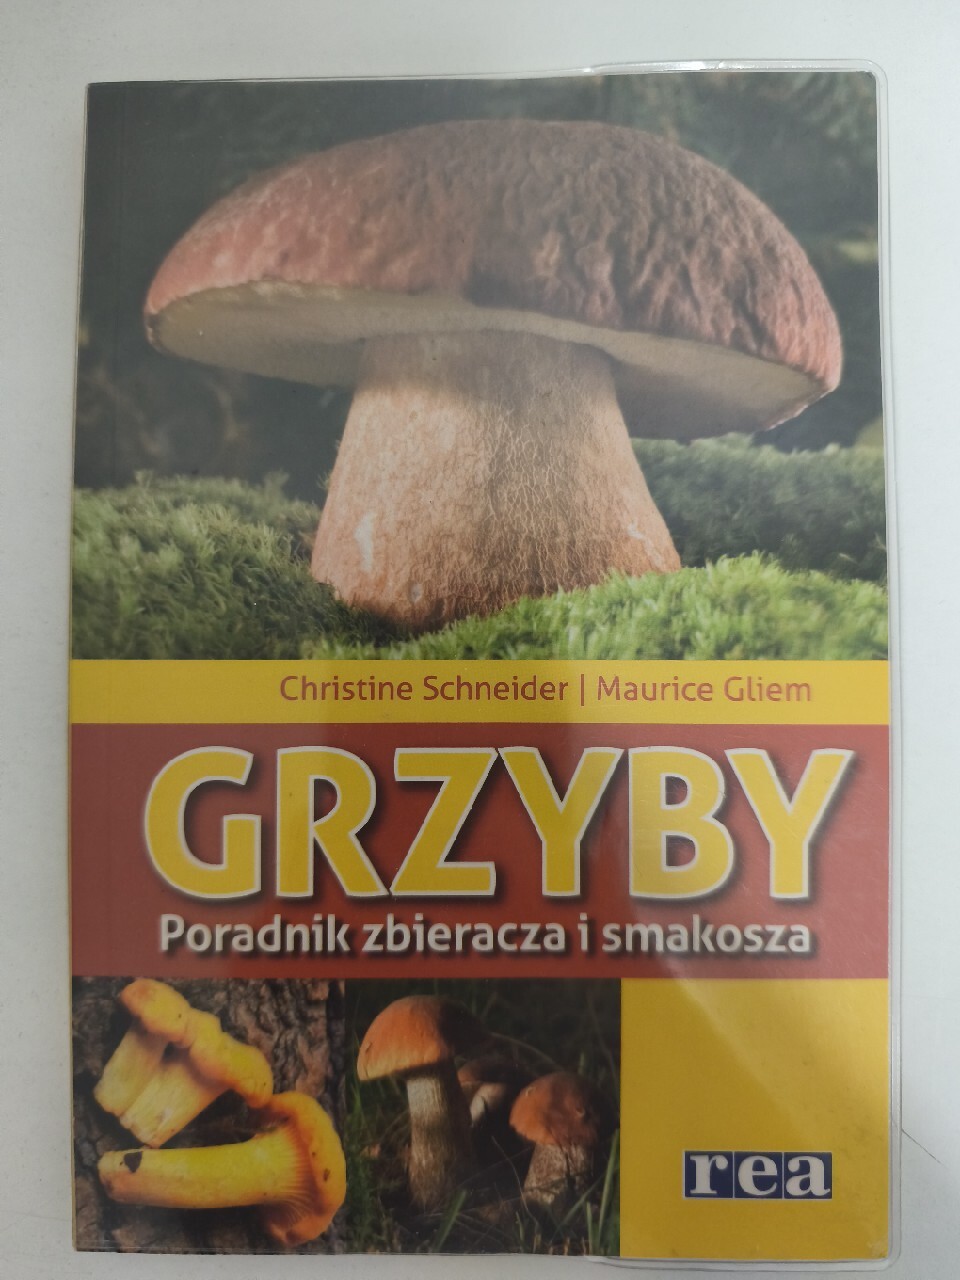 Christine Schneider | Maurice Gliem
GRZYBY
Poradnik zbieracza i smakosza
rea